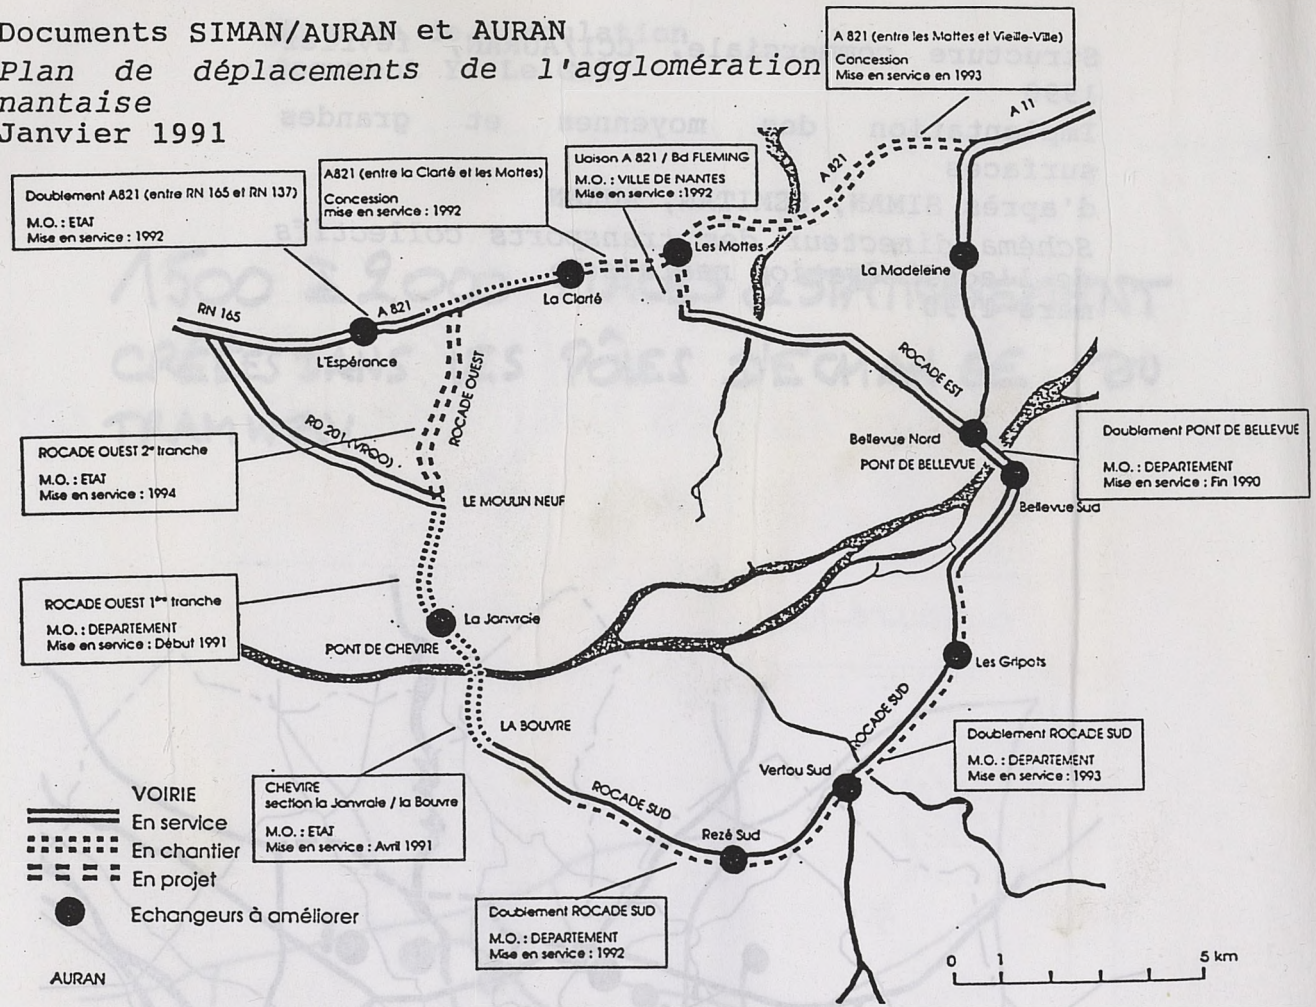 Documents SIMAN/AURAN et AURAN
Plan de déplacements de l'agglomération
nantaise
Janvier 1991
A 821 (entre les Mottes et Vieille-Ville)
Concession
Mise en service en 1993
Doublement A821 (entre RN 165 et RN 137)
M.O. : ETAT
Mise en service : 1992
A821 (entre la Clarté et les Mottes)
Concession
mise en service : 1992
Liaison A 821 / Bd FLEMING
M.O. : VILLE DE NANTES
Mise en service : 1992
A 11
A 821
Les Mottes
La Madeleine
La Clarté
RN 165
A 821
L'Espérance
ROCADE OUEST
RD 201 (VROO)
ROCADE EST
ROCADE OUEST 2e tranche
M.O. : ETAT
Mise en service : 1994
LE MOULIN NEUF
Bellevue Nord
PONT DE BELLEVUE
Bellevue Sud
Doublement PONT DE BELLEVUE
M.O. : DEPARTEMENT
Mise en service : Fin 1990
ROCADE OUEST 1ère tranche
M.O. : DEPARTEMENT
Mise en service : Début 1991
La Janvraie
PONT DE CHEVIRE
Les Gripots
LA BOUVRE
ROCADE SUD
Vertou Sud
Doublement ROCADE SUD
M.O. : DEPARTEMENT
Mise en service : 1993
CHEVIRE
section la Janvraie / la Bouvre
M.O. : ETAT
Mise en service : Avril 1991
ROCADE SUD
Rezé Sud
VOIRIE
En service
En chantier
En projet
Echangeurs à améliorer
Doublement ROCADE SUD
M.O. : DEPARTEMENT
Mise en service : 1992
AURAN
0 1 5 km